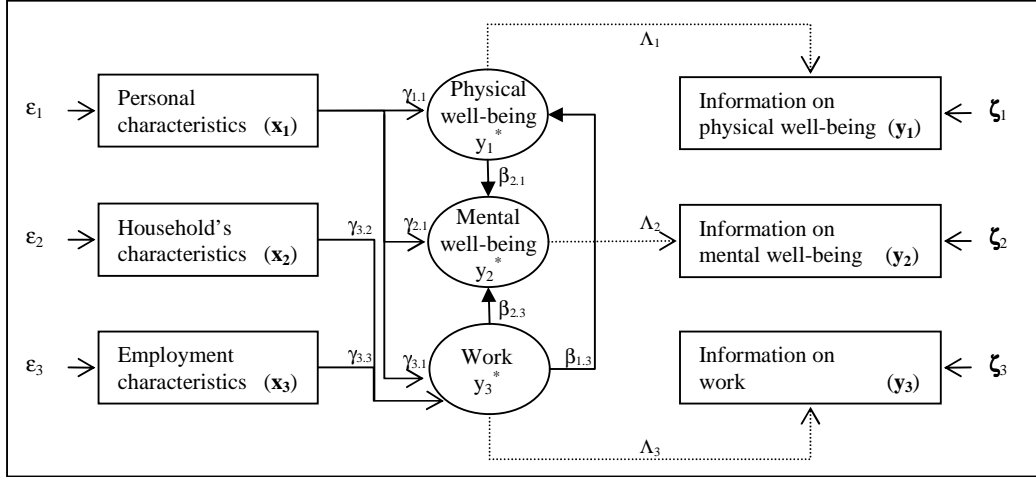 Λ₁
ε₁
Personal
characteristics (x₁)
γ₁.₁
Physical
well-being
y₁*
Information on
physical well-being (y₁)
ζ₁
β₂.₁
ε₂
Household's
characteristics (x₂)
γ₃.₂
γ₂.₁
Mental
well-being
y₂*
Λ₂
Information on
mental well-being (y₂)
ζ₂
β₂.₃
ε₃
Employment
characteristics (x₃)
γ₃.₃
γ₃.₁
Work
y₃*
β₁.₃
Information on
work (y₃)
ζ₃
Λ₃